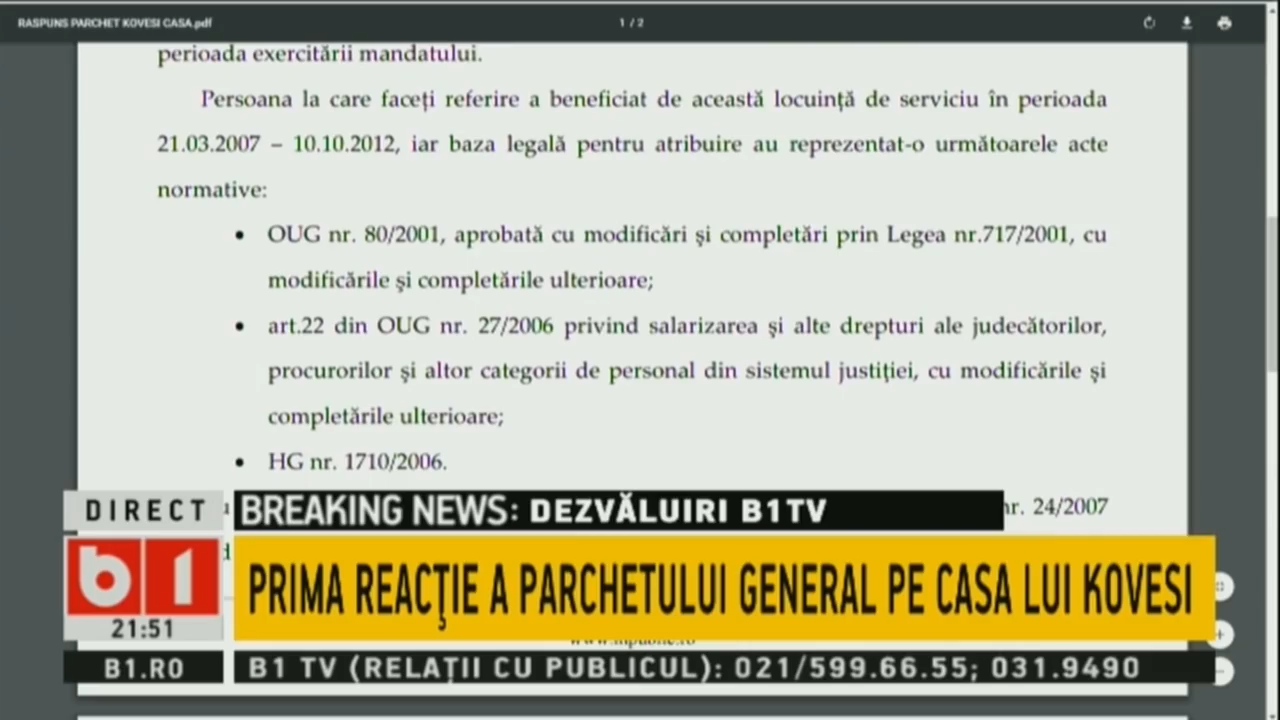 RASPUNS PARCHET KOVESI CASA.pdf
1 / 2
perioada exercitării mandatului.
Persoana la care faceţi referire a beneficiat de această locuinţă de serviciu în perioada
21.03.2007 – 10.10.2012, iar baza legală pentru atribuire au reprezentat-o următoarele acte
normative:
• OUG nr. 80/2001, aprobată cu modificări şi completări prin Legea nr.717/2001, cu
modificările şi completările ulterioare;
• art.22 din OUG nr. 27/2006 privind salarizarea şi alte drepturi ale judecătorilor,
procurorilor şi altor categorii de personal din sistemul justiţiei, cu modificările şi
completările ulterioare;
• HG nr. 1710/2006.
nr. 24/2007
DIRECT
BREAKING NEWS: DEZVĂLUIRI B1TV
b1
PRIMA REACŢIE A PARCHETULUI GENERAL PE CASA LUI KOVESI
21:51
B1.RO
B1 TV (RELAŢII CU PUBLICUL): 021/599.66.55; 031.9490